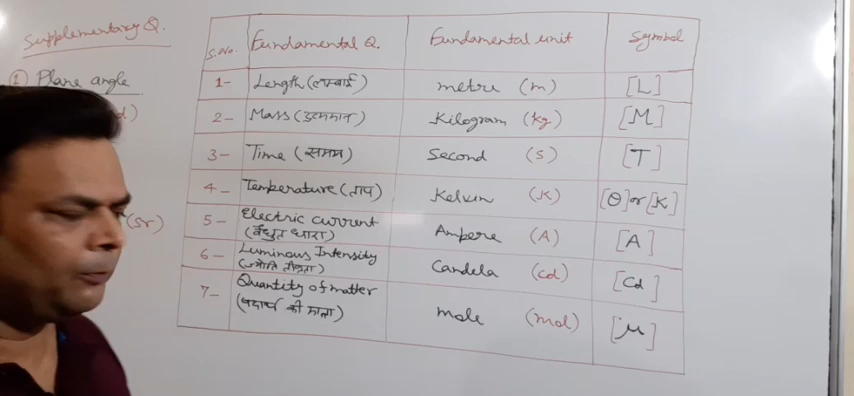 Supplementary Q.
① Plane angle
d)
(sr)
S.No. Fundamental Q. Fundamental unit Symbol
1- Length (लम्बाई) metre (m) [L]
2- Mass (द्रव्यमान) Kilogram (kg) [M]
3- Time (समय) Second (s) [T]
4- Temperature (ताप) Kelvin (K) [θ] or [K]
5- Electric current Ampere (A) [A]
(वैधुत धारा)
6- Luminous Intensity Candela (cd) [Cd]
(ज्योति तीव्रता)
7- Quantity of matter mole (mol) [μ]
(पदार्थ की मात्रा)